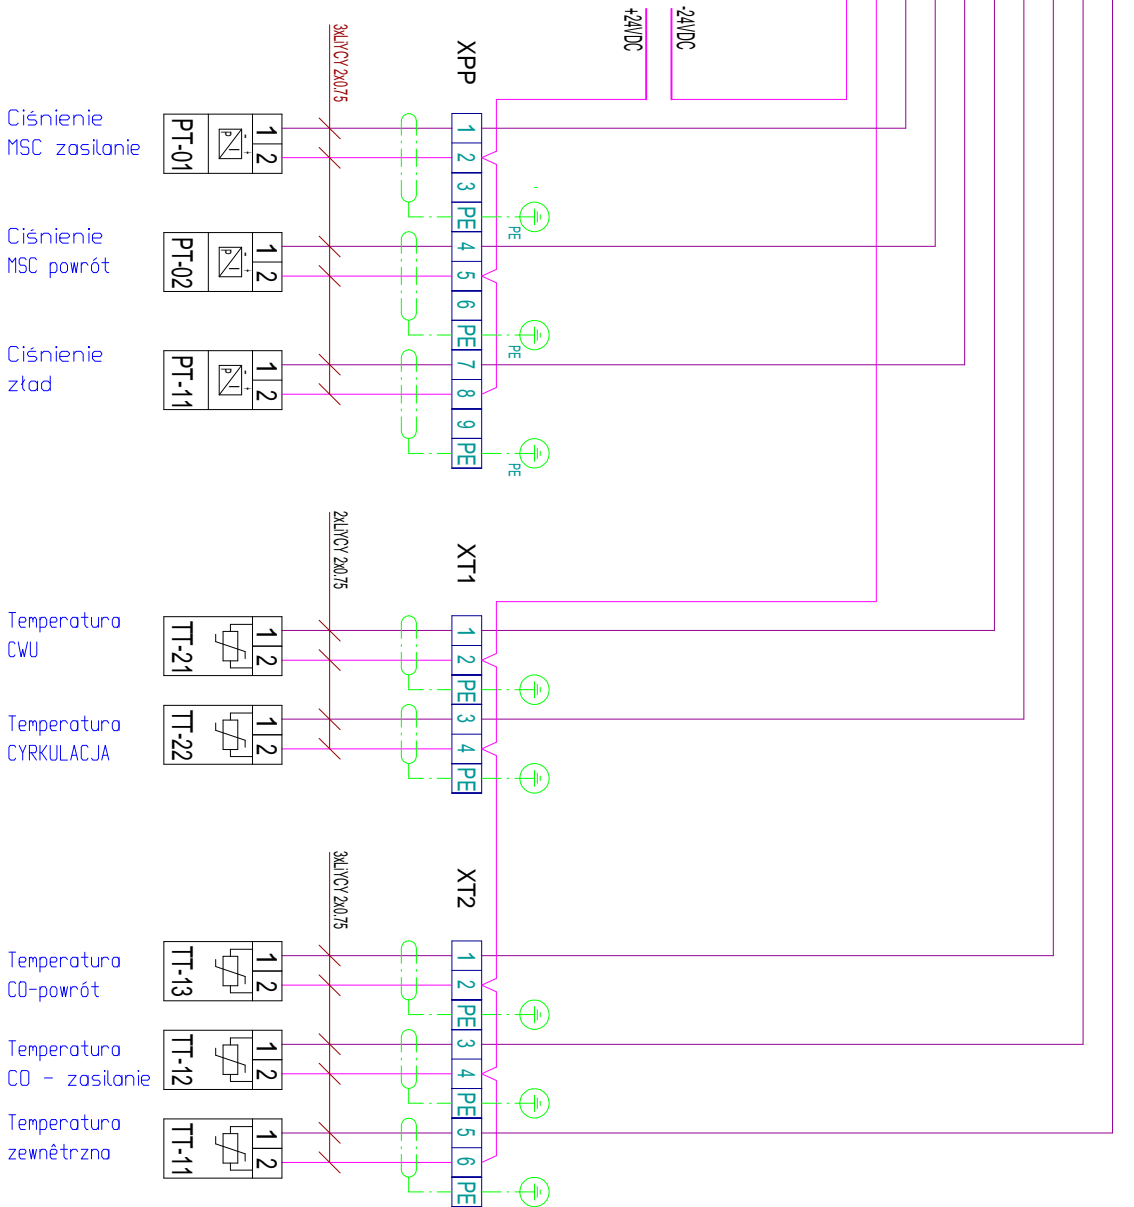 -24VDC
+24VDC
3xLiYCY 2x0.75
XPP
Ciśnienie
MSC zasilanie
PT-01
1
2
P
I
1
2
3
PE
PE
Ciśnienie
MSC powrót
PT-02
1
2
P
I
4
5
6
PE
PE
Ciśnienie
zład
PT-11
1
2
P
I
7
8
9
PE
PE
2xLiYCY 2x0.75
XT1
Temperatura
CWU
TT-21
1
2
1
2
PE
Temperatura
CYRKULACJA
TT-22
1
2
3
4
PE
3xLiYCY 2x0.75
XT2
Temperatura
CO-powrót
TT-13
1
2
1
2
PE
Temperatura
CO - zasilanie
TT-12
1
2
3
4
PE
Temperatura
zewnêtrzna
TT-11
1
2
5
6
PE